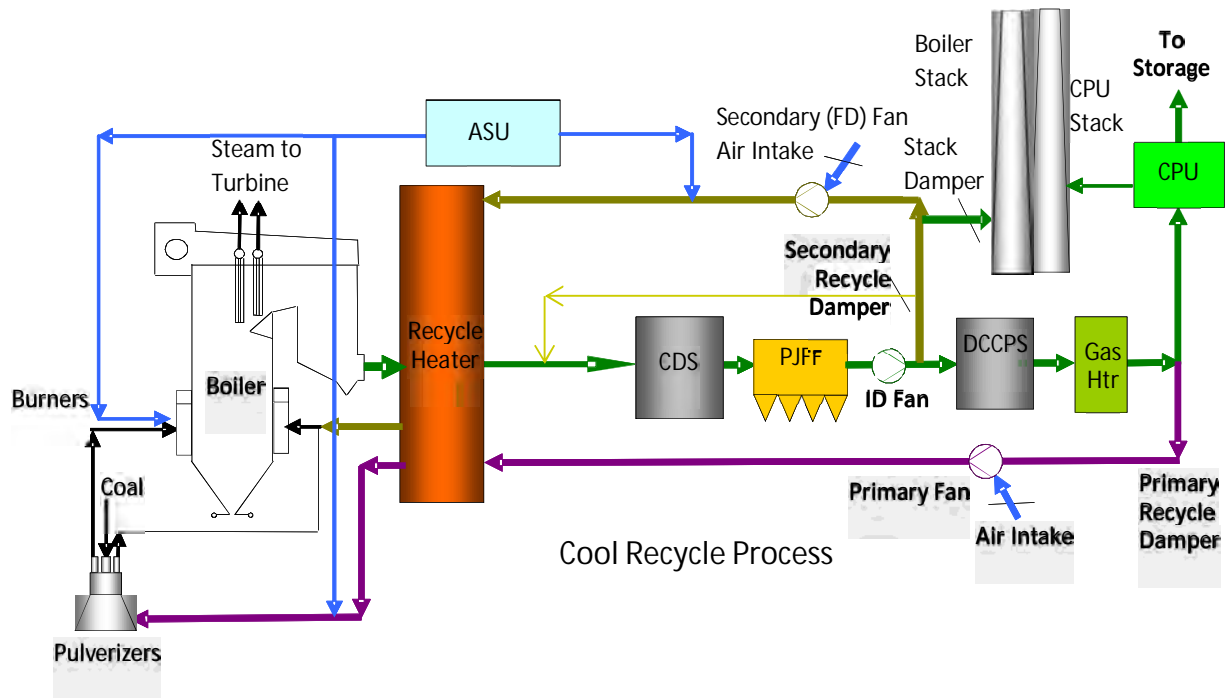 Boiler
Stack
To
Storage
CPU
Stack
ASU
Secondary (FD) Fan
Air Intake
Stack
Damper
CPU
Steam to
Turbine
Secondary
Recycle
Damper
Recycle
Heater
CDS
PJFF
DCCPS
Gas
Htr
Boiler
Burners
ID Fan
Coal
Primary Fan
Primary
Recycle
Damper
Air Intake
Cool Recycle Process
Pulverizers